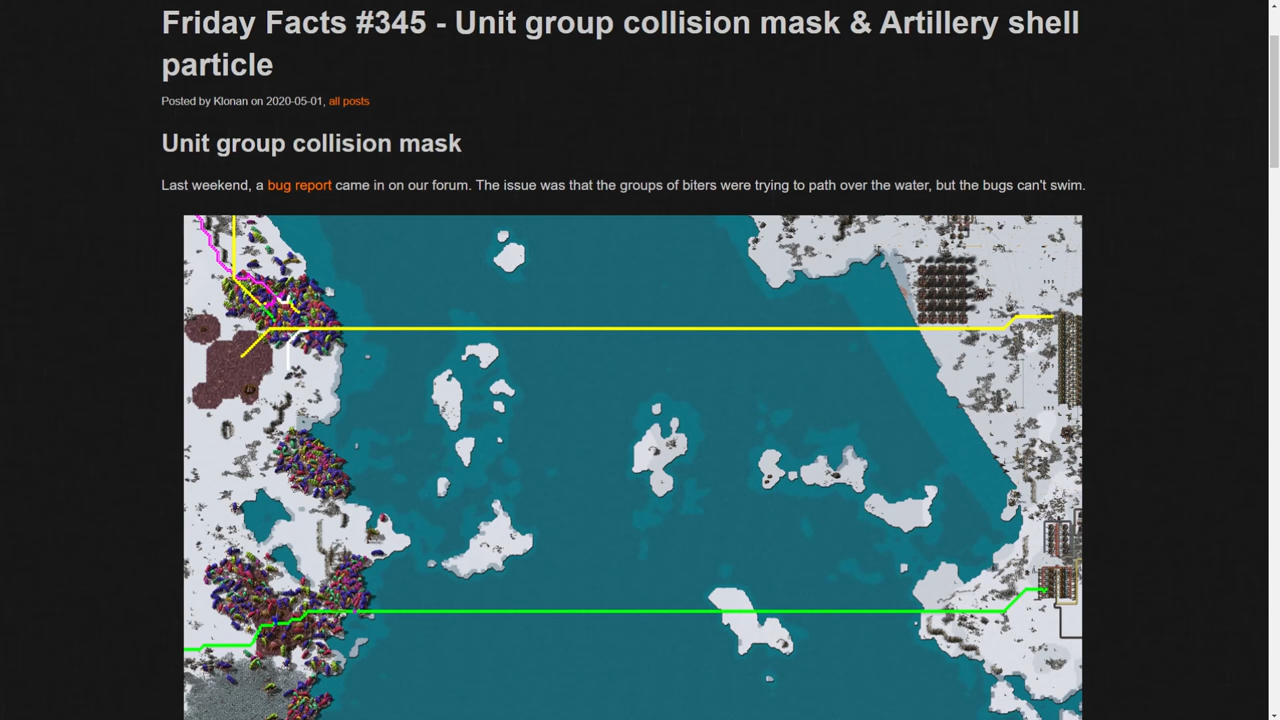 Friday Facts #345 - Unit group collision mask & Artillery shell
particle
Posted by Klonan on 2020-05-01, all posts
Unit group collision mask
Last weekend, a bug report came in on our forum. The issue was that the groups of biters were trying to path over the water, but the bugs can't swim.